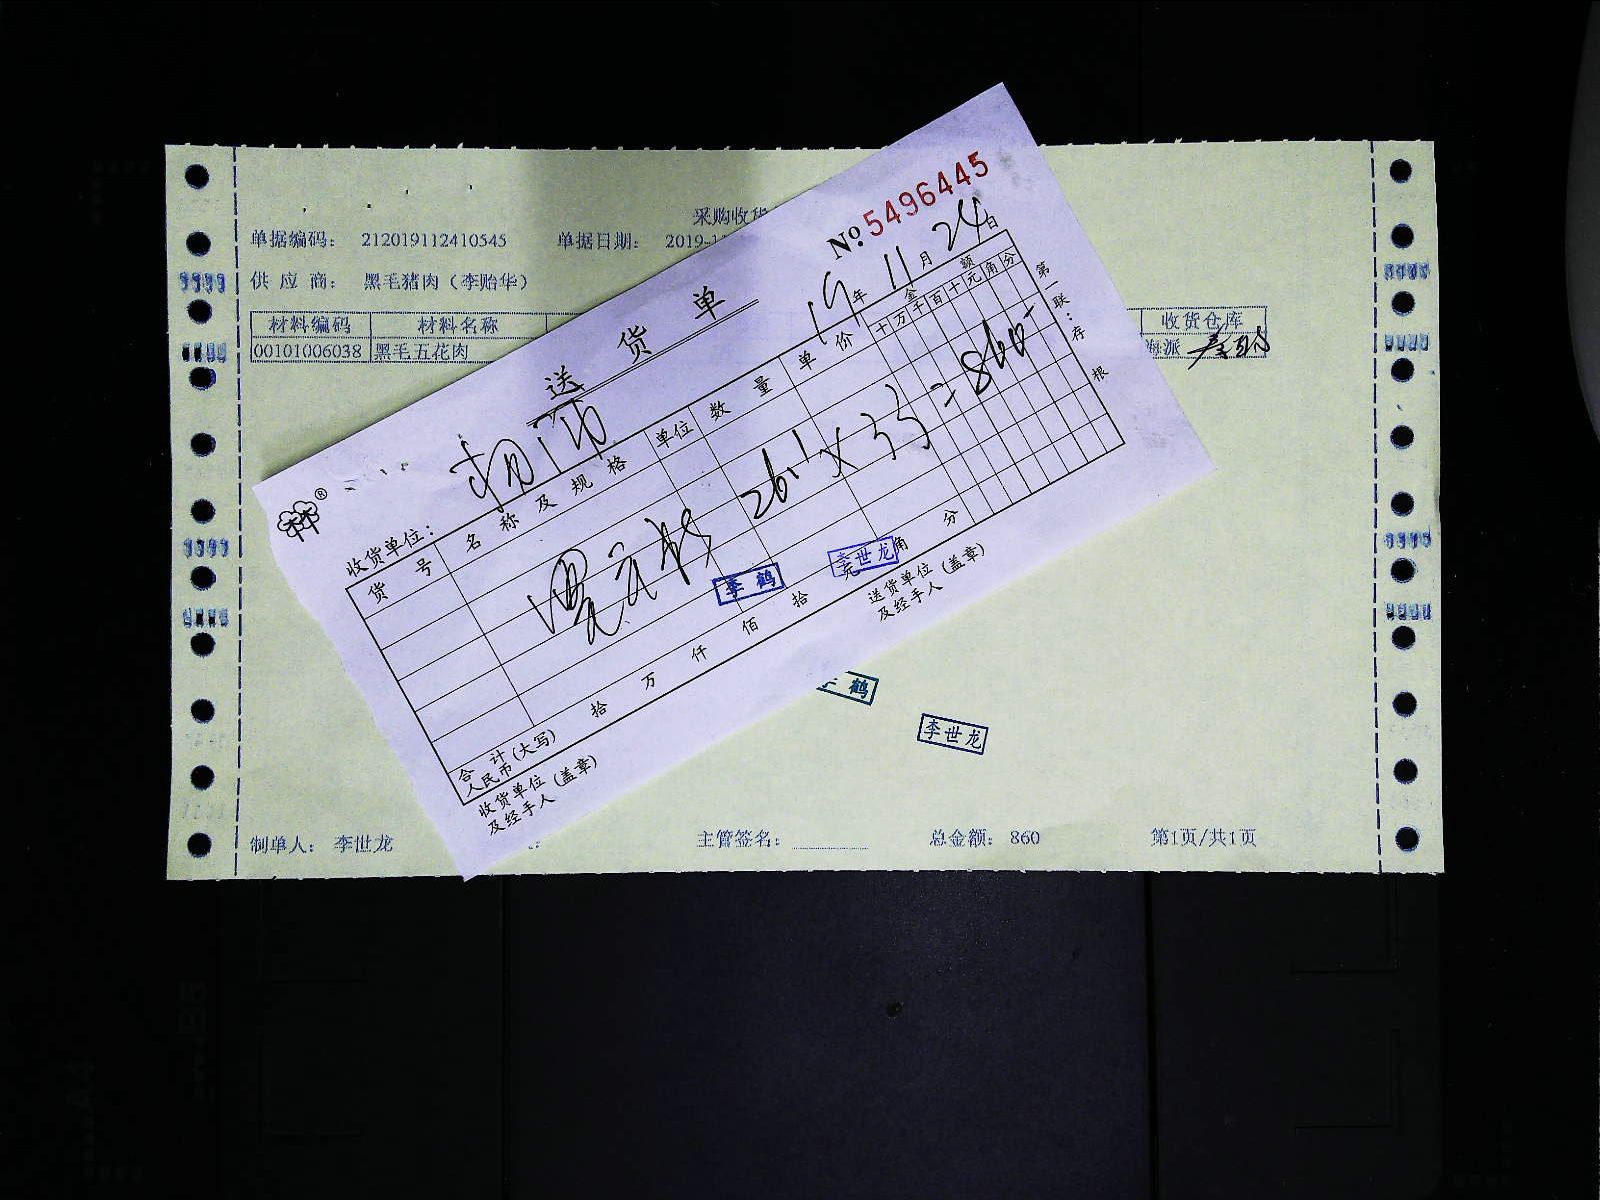 采购收货
单据编码： 212019112410545 单据日期： 2019-1
供 应 商： 黑毛猪肉（李贻华）
材料编码 材料名称 收货仓库
00101006038 黑毛五花肉 海派
№ 5496445
19年 11月 24日
送 货 单
收货单位：
货 号 名 称 及 规 格 单位 数 量 单 价 金 额
十 万 千 百 十 元 角 分
261 × 33 = 860-
第一联：存根
合 计 人民币(大写) 拾 万 仟 佰 拾 元 角 分
收货单位(盖章) 及经手人
送货单位(盖章) 及经手人
李 鹤
李世龙
李 鹤
李世龙
制单人： 李世龙 主管签名： 总金额： 860 第1页/共1页